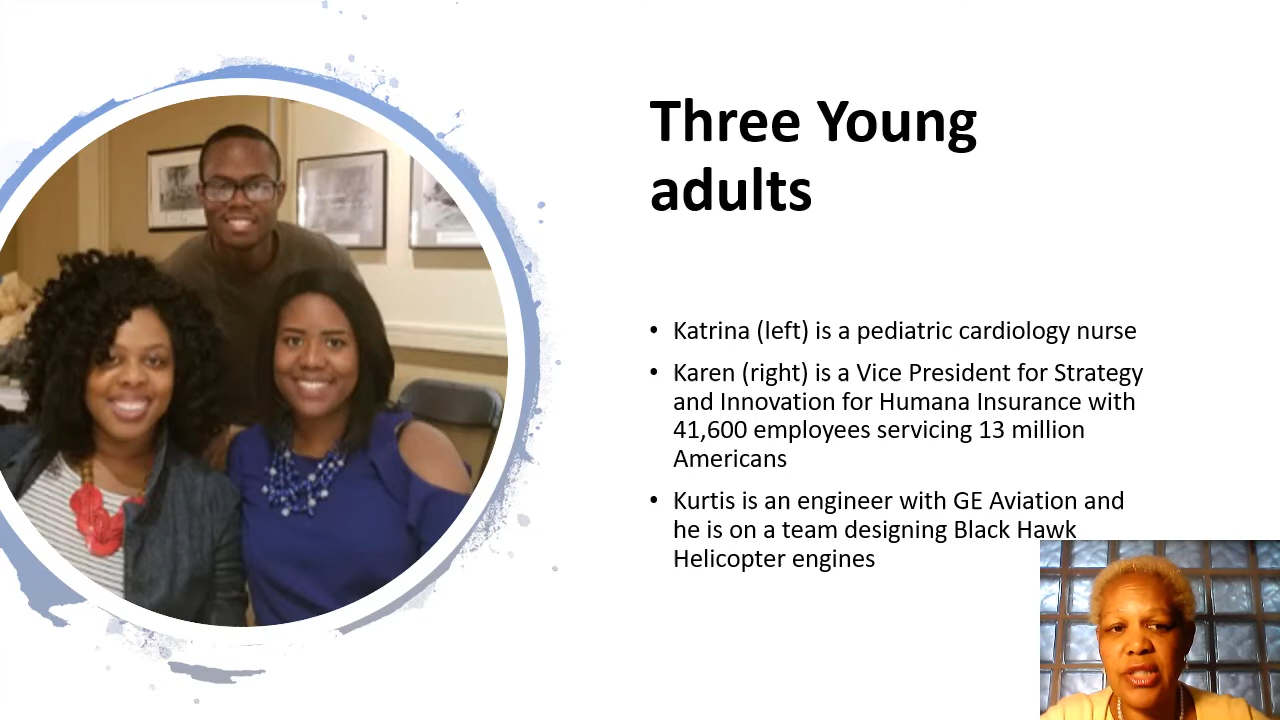 Three Young
adults
• Katrina (left) is a pediatric cardiology nurse
• Karen (right) is a Vice President for Strategy
and Innovation for Humana Insurance with
41,600 employees servicing 13 million
Americans
• Kurtis is an engineer with GE Aviation and
he is on a team designing Black Hawk
Helicopter engines